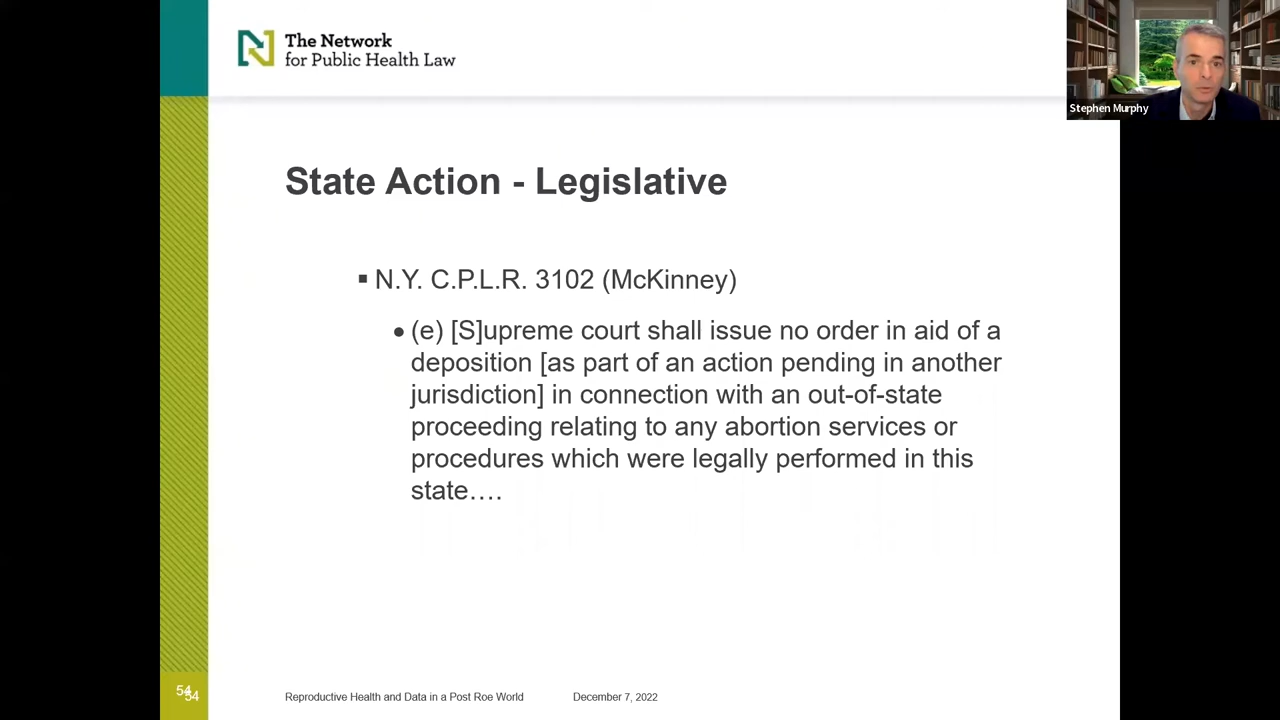 The Network
for Public Health Law
Stephen Murphy
State Action - Legislative
▪ N.Y. C.P.L.R. 3102 (McKinney)
• (e) [S]upreme court shall issue no order in aid of a
deposition [as part of an action pending in another
jurisdiction] in connection with an out-of-state
proceeding relating to any abortion services or
procedures which were legally performed in this
state….
54
54
Reproductive Health and Data in a Post Roe World
December 7, 2022